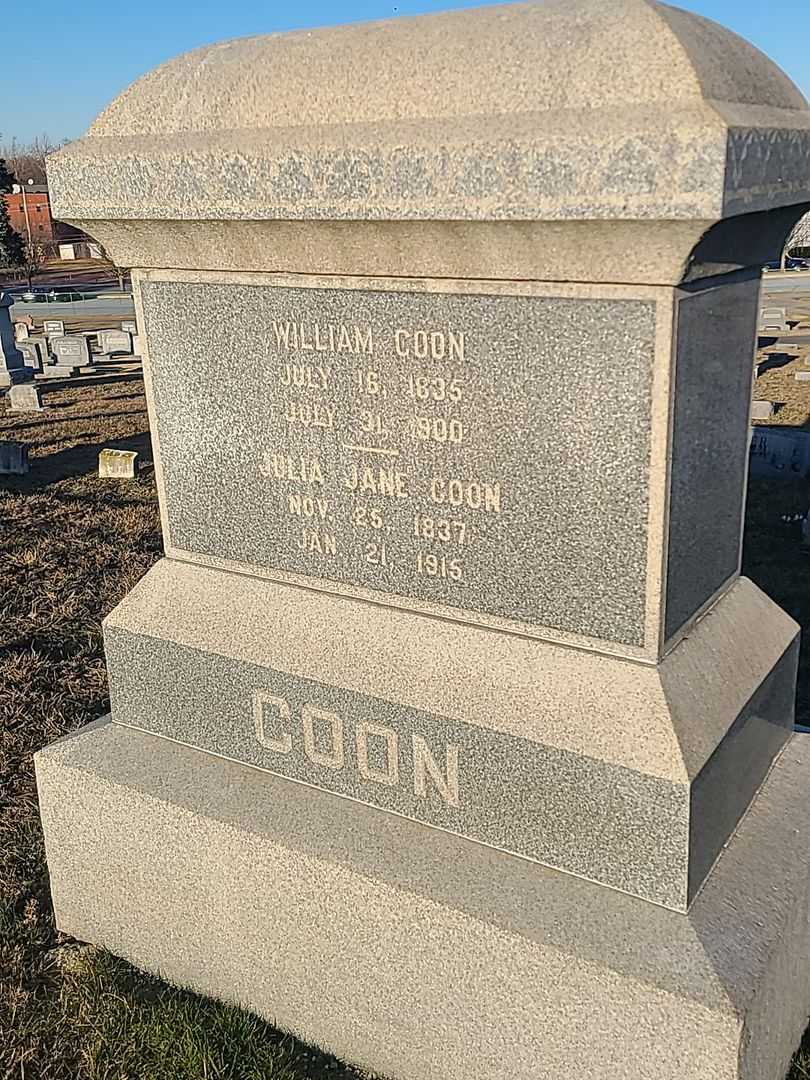 WILLIAM COON
JULY 16, 1835
JULY 31, 1900
JULIA JANE COON
NOV. 25, 1837
JAN 21, 1915
COON